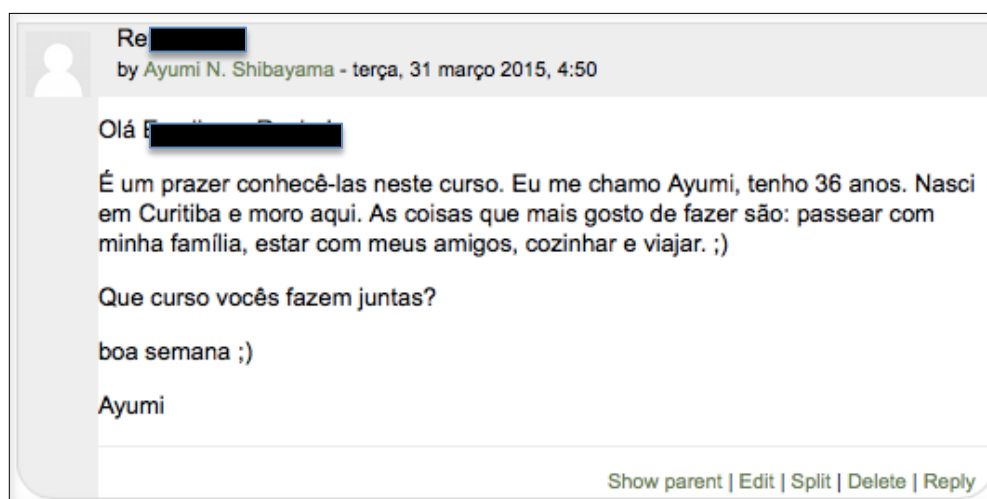 Re
by Ayumi N. Shibayama - terça, 31 março 2015, 4:50
Olá
É um prazer conhecê-las neste curso. Eu me chamo Ayumi, tenho 36 anos. Nasci
em Curitiba e moro aqui. As coisas que mais gosto de fazer são: passear com
minha família, estar com meus amigos, cozinhar e viajar. ;)
Que curso vocês fazem juntas?
boa semana ;)
Ayumi
Show parent | Edit | Split | Delete | Reply